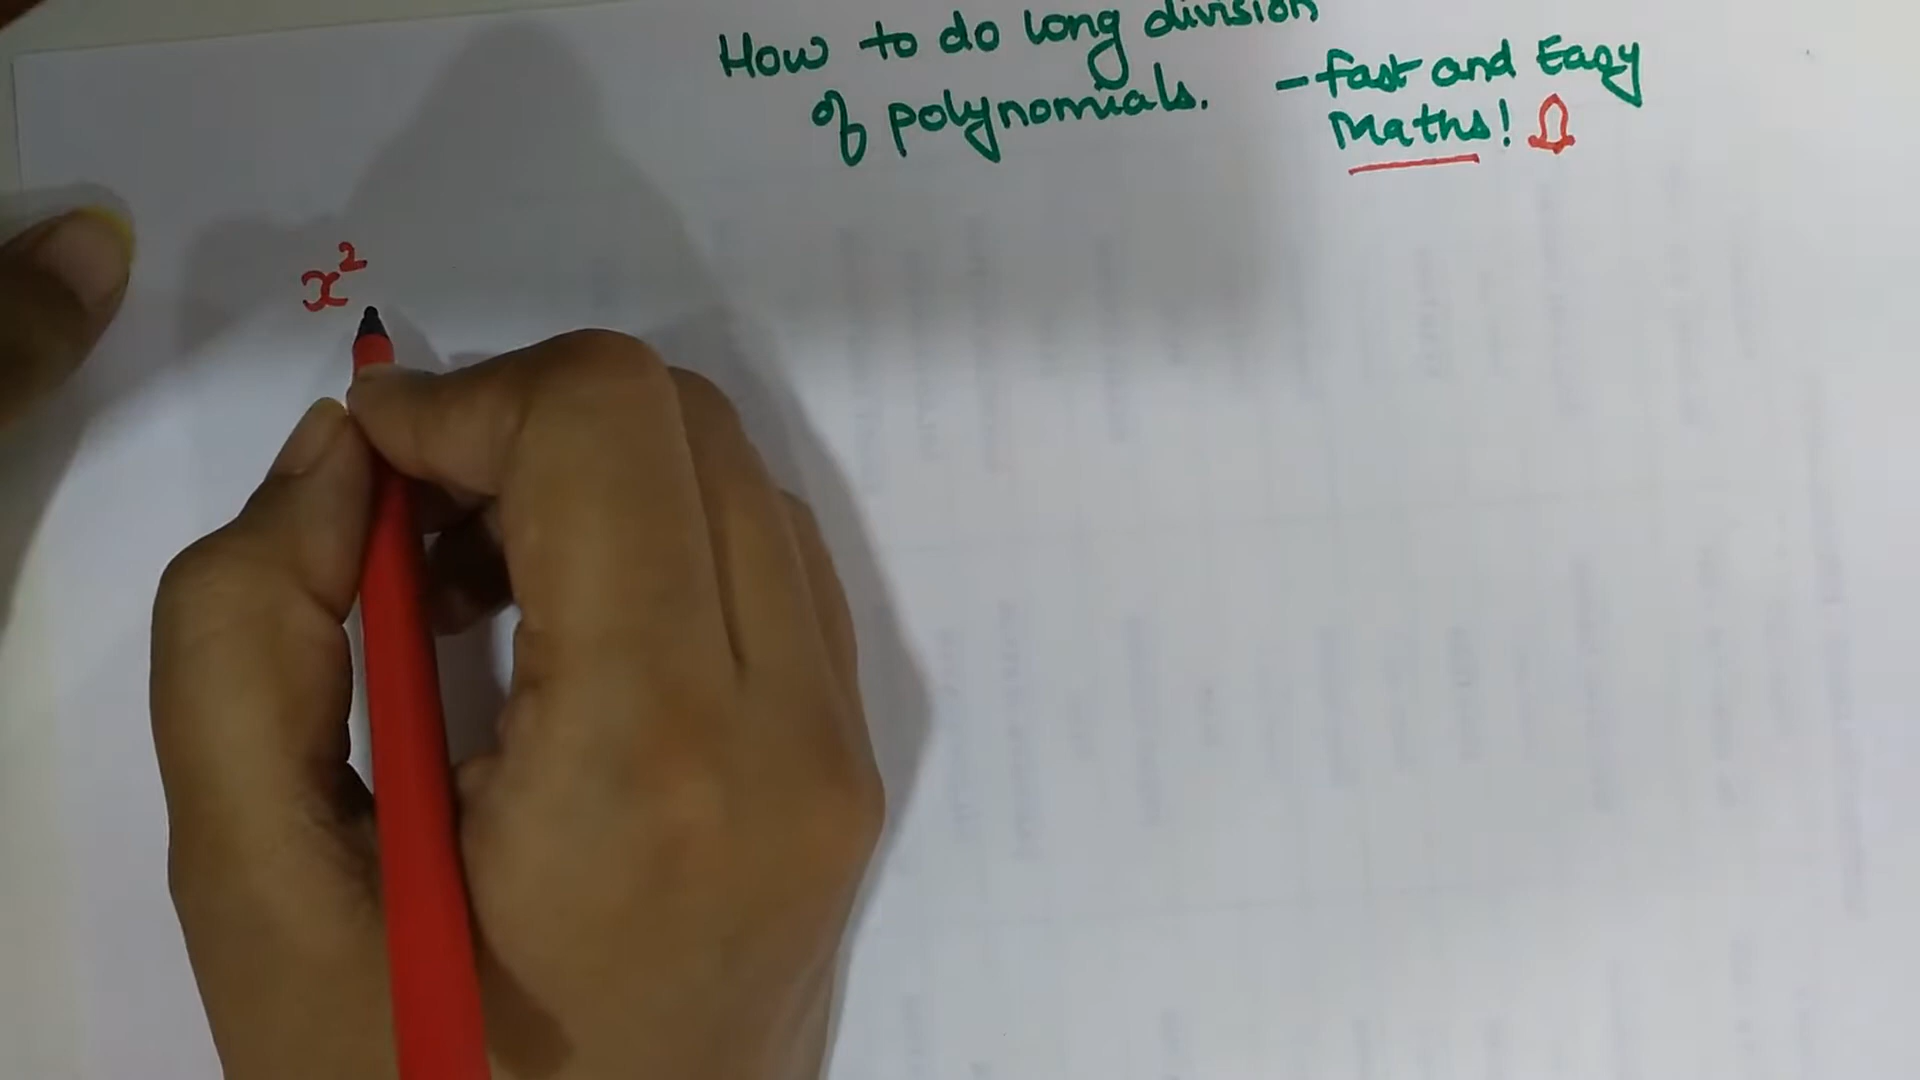 How to do long division
of polynomials.
- Fast and Easy
Maths!
x²